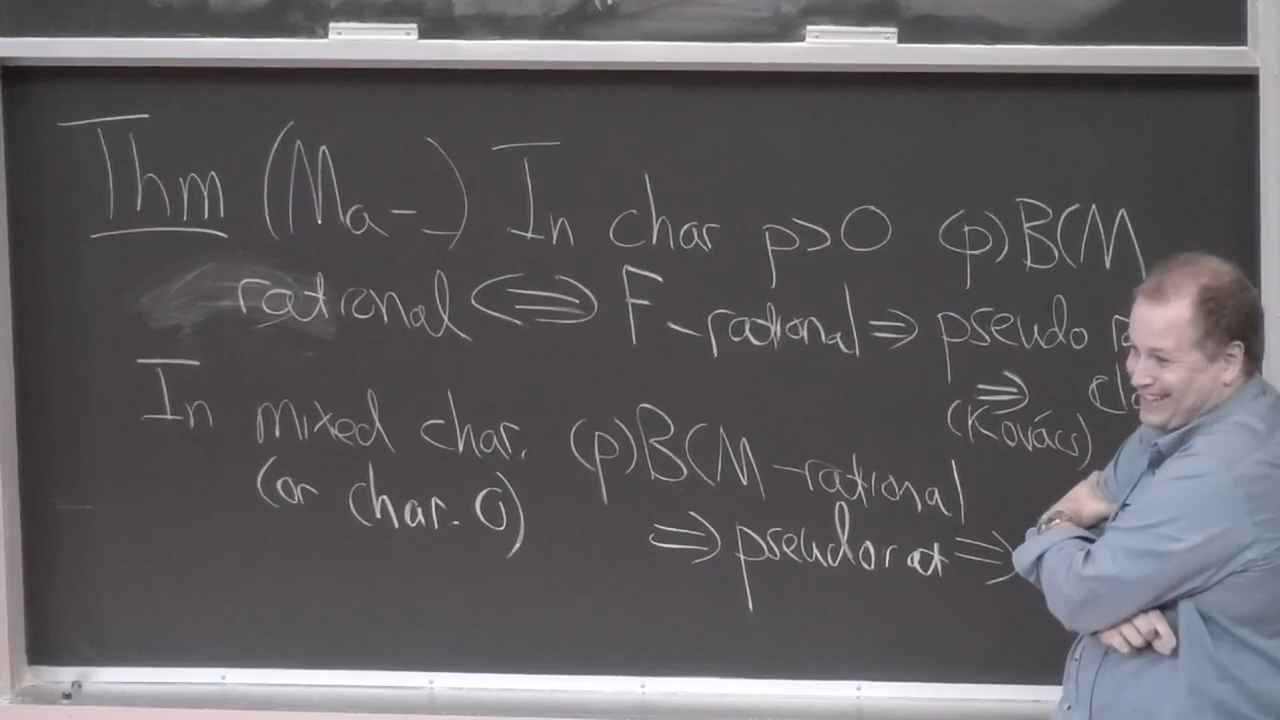 Thm (Ma-_) In char p>0 (p)BCM
rational ⟺ F-rational ⟹ pseudo
⟹
(Kovács)
In mixed char. (p)BCM-rational
(or char. 0)
⟹ pseudorat ⟹